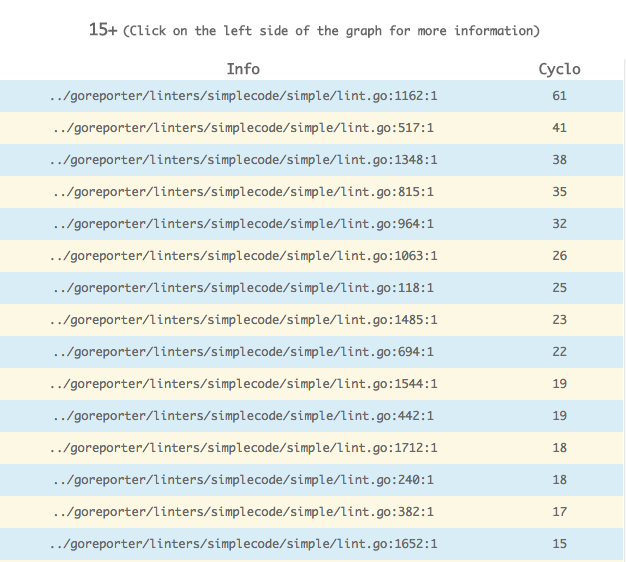 15+ (Click on the left side of the graph for more information)
Info Cyclo
../goreporter/linters/simplecode/simple/lint.go:1162:1 61
../goreporter/linters/simplecode/simple/lint.go:517:1 41
../goreporter/linters/simplecode/simple/lint.go:1348:1 38
../goreporter/linters/simplecode/simple/lint.go:815:1 35
../goreporter/linters/simplecode/simple/lint.go:964:1 32
../goreporter/linters/simplecode/simple/lint.go:1063:1 26
../goreporter/linters/simplecode/simple/lint.go:118:1 25
../goreporter/linters/simplecode/simple/lint.go:1485:1 23
../goreporter/linters/simplecode/simple/lint.go:694:1 22
../goreporter/linters/simplecode/simple/lint.go:1544:1 19
../goreporter/linters/simplecode/simple/lint.go:442:1 19
../goreporter/linters/simplecode/simple/lint.go:1712:1 18
../goreporter/linters/simplecode/simple/lint.go:240:1 18
../goreporter/linters/simplecode/simple/lint.go:382:1 17
../goreporter/linters/simplecode/simple/lint.go:1652:1 15